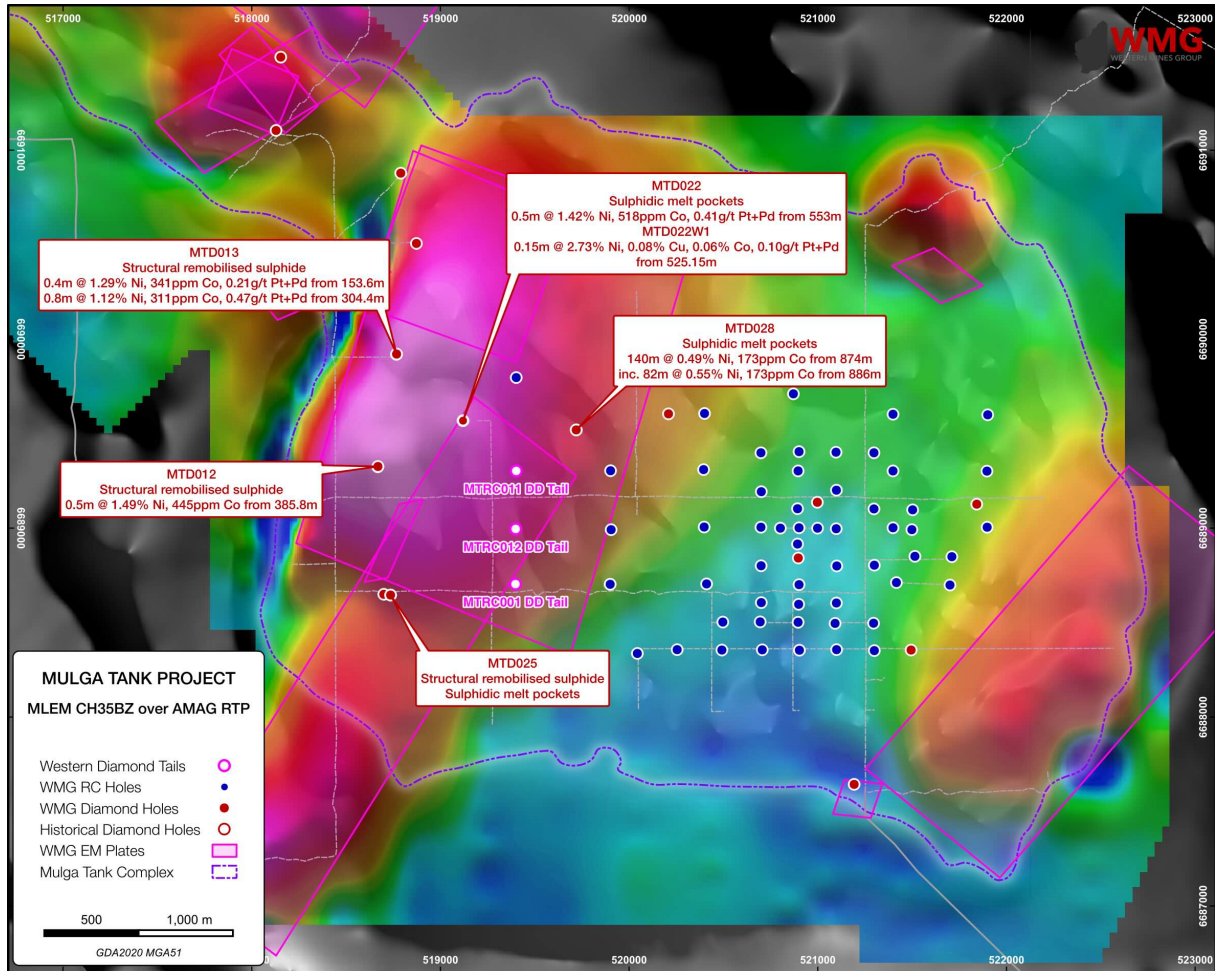 517000
518000
519000
520000
521000
522000
523000
WMG
WESTERN MINES GROUP
6691000
6691000
MTD022
Sulphidic melt pockets
0.5m @ 1.42% Ni, 518ppm Co, 0.41g/t Pt+Pd from 553m
MTD022W1
0.15m @ 2.73% Ni, 0.08% Cu, 0.06% Co, 0.10g/t Pt+Pd
from 525.15m
MTD013
Structural remobilised sulphide
0.4m @ 1.29% Ni, 341ppm Co, 0.21g/t Pt+Pd from 153.6m
0.8m @ 1.12% Ni, 311ppm Co, 0.47g/t Pt+Pd from 304.4m
6690000
6690000
MTD028
Sulphidic melt pockets
140m @ 0.49% Ni, 173ppm Co from 874m
inc. 82m @ 0.55% Ni, 173ppm Co from 886m
MTD012
Structural remobilised sulphide
0.5m @ 1.49% Ni, 445ppm Co from 385.8m
MTRC011 DD Tail
6689000
6689000
MTRC012 DD Tail
MTRC001 DD Tail
MTD025
Structural remobilised sulphide
Sulphidic melt pockets
MULGA TANK PROJECT
MLEM CH35BZ over AMAG RTP
Western Diamond Tails
WMG RC Holes
WMG Diamond Holes
Historical Diamond Holes
WMG EM Plates
Mulga Tank Complex
500
1,000 m
GDA2020 MGA51
6688000
6687000
517000
518000
519000
520000
521000
522000
523000